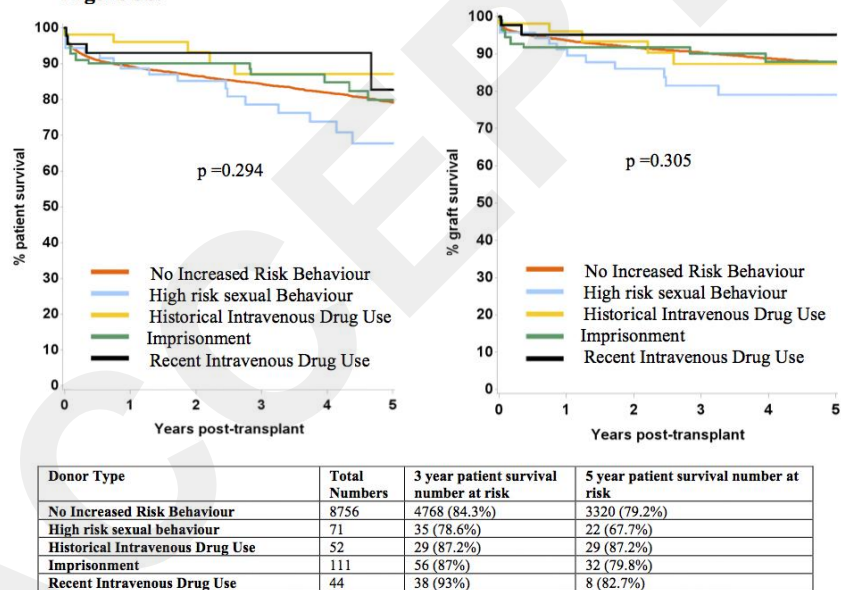 100
90
80
70
60
50
40
30
20
10
0
% patient survival
p =0.294
No Increased Risk Behaviour
High risk sexual Behaviour
Historical Intravenous Drug Use
Imprisonment
Recent Intravenous Drug Use
0 1 2 3 4 5
Years post-transplant
100
90
80
70
60
50
40
30
20
10
0
% graft survival
p =0.305
No Increased Risk Behaviour
High risk sexual Behaviour
Historical Intravenous Drug Use
Imprisonment
Recent Intravenous Drug Use
0 1 2 3 4 5
Years post-transplant
Donor Type Total Numbers 3 year patient survival number at risk 5 year patient survival number at risk
No Increased Risk Behaviour 8756 4768 (84.3%) 3320 (79.2%)
High risk sexual behaviour 71 35 (78.6%) 22 (67.7%)
Historical Intravenous Drug Use 52 29 (87.2%) 29 (87.2%)
Imprisonment 111 56 (87%) 32 (79.8%)
Recent Intravenous Drug Use 44 38 (93%) 8 (82.7%)